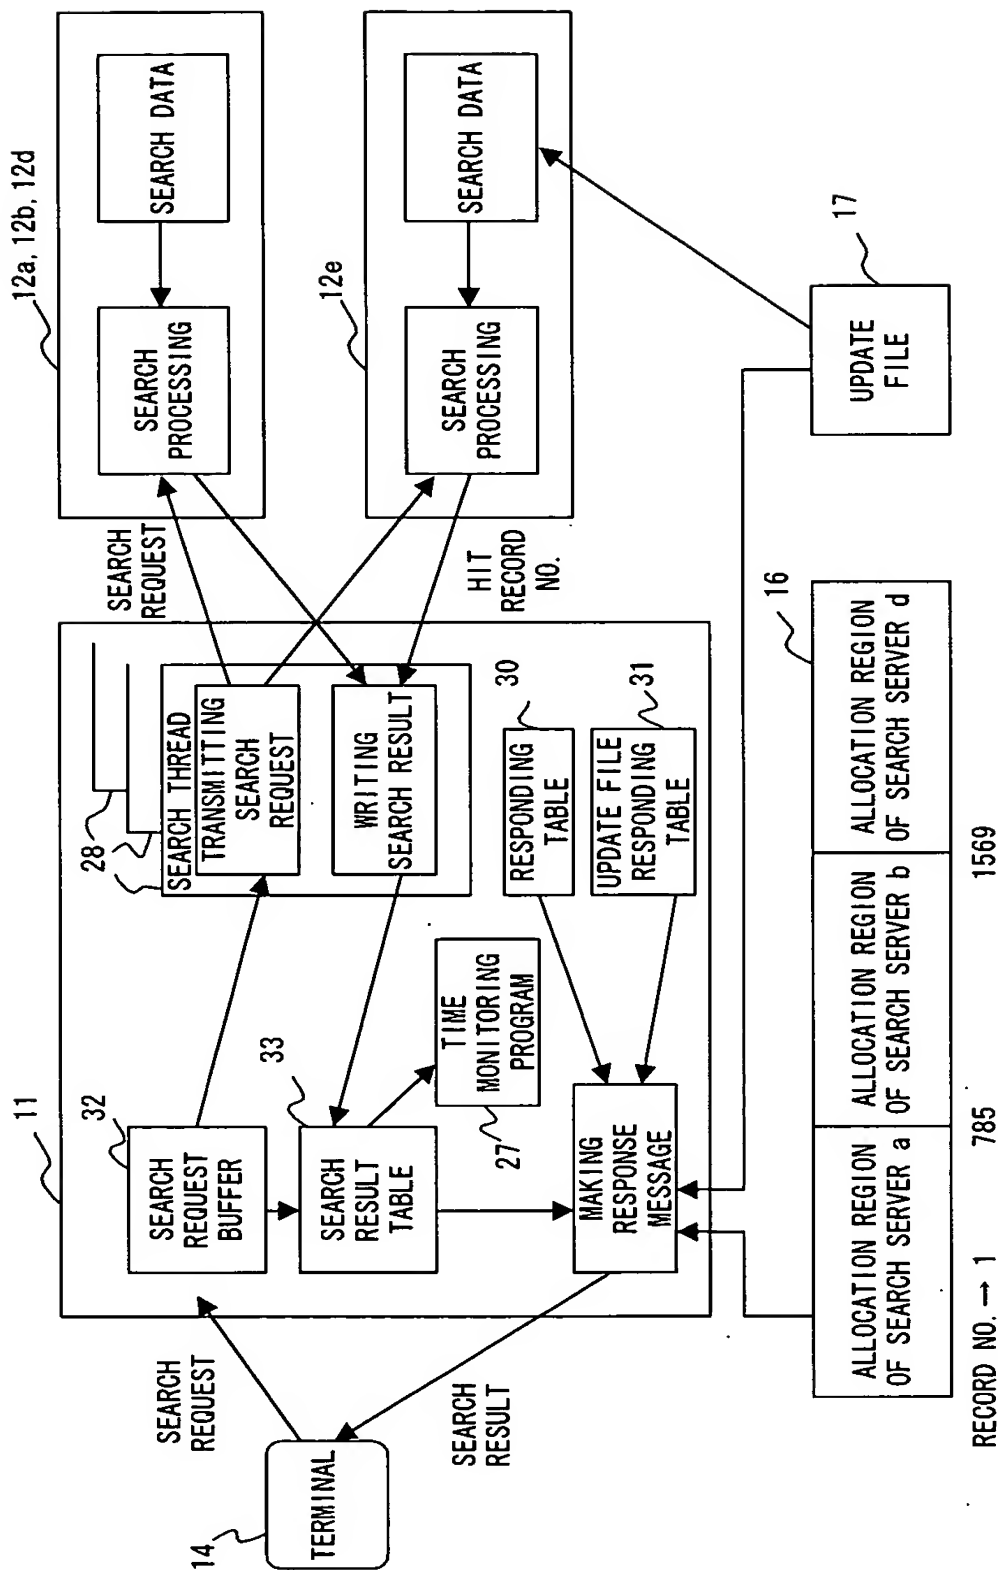 11
SEARCH
REQUEST
14
TERMINAL
SEARCH
RESULT
32
SEARCH
REQUEST
BUFFER
33
SEARCH
RESULT
TABLE
TIME
MONITORING
PROGRAM
27
MAKING
RESPONSE
MESSAGE
28
SEARCH THREAD
TRANSMITTING
SEARCH
REQUEST
WRITING
SEARCH RESULT
RESPONDING
TABLE
30
UPDATE FILE
RESPONDING
TABLE
31
SEARCH
REQUEST
HIT
RECORD
NO.
12a, 12b, 12d
SEARCH
PROCESSING
SEARCH DATA
12e
SEARCH
PROCESSING
SEARCH DATA
17
UPDATE
FILE
16
ALLOCATION REGION
OF SEARCH SERVER a
ALLOCATION REGION
OF SEARCH SERVER b
ALLOCATION REGION
OF SEARCH SERVER d
RECORD NO. → 1 785 1569